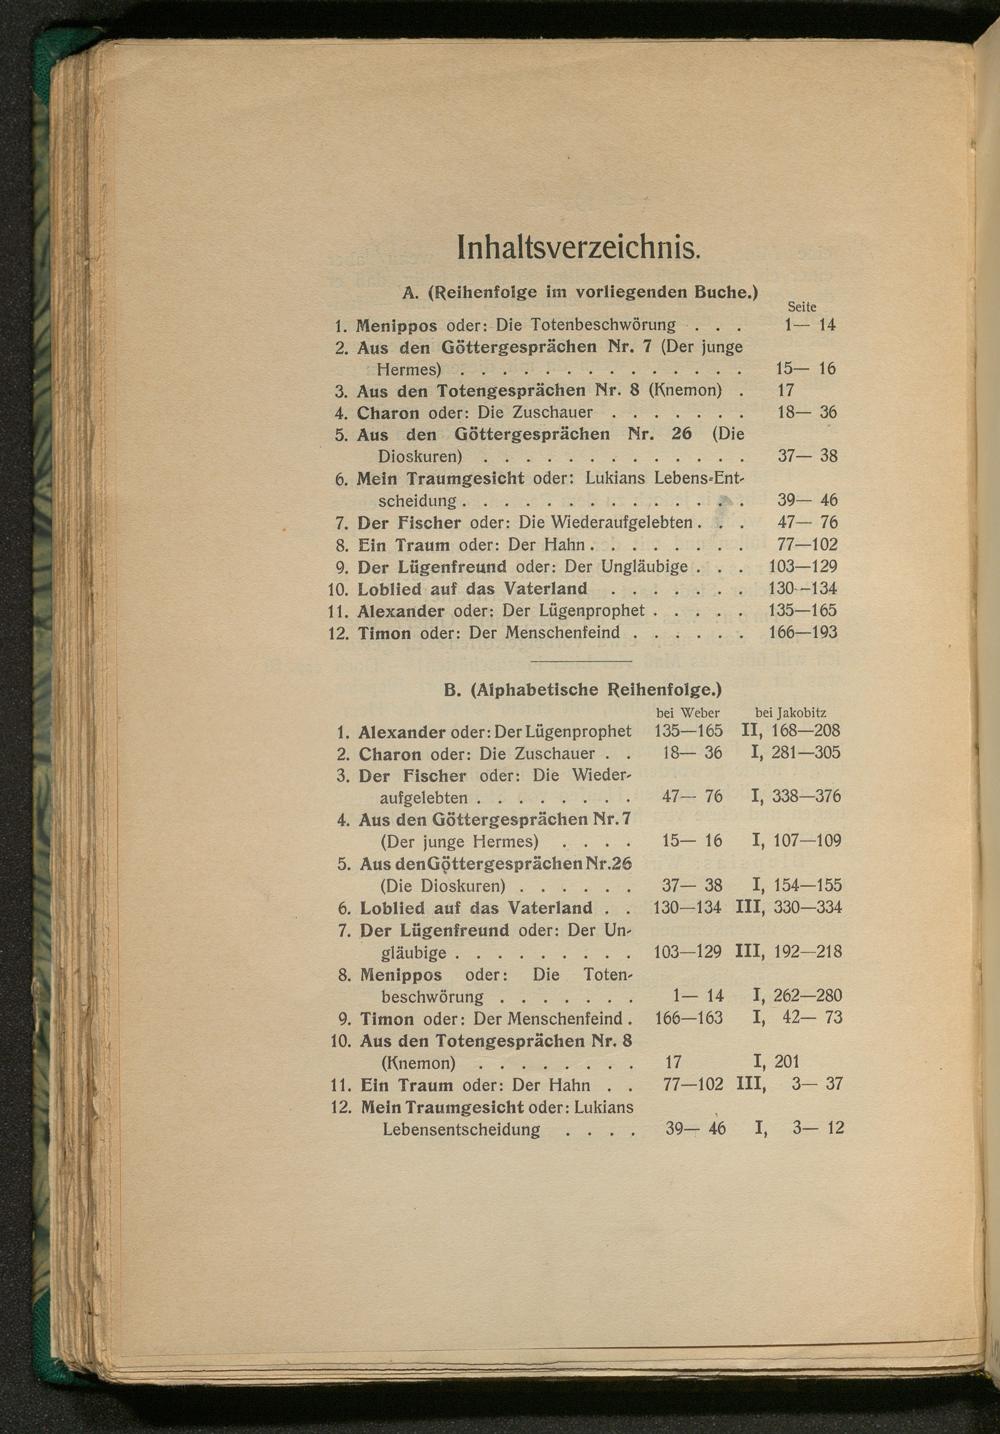 Inhaltsverzeichnis.
A. (Reihenfolge im vorliegenden Buche.)
Seite
1. Menippos oder: Die Totenbeschwörung . . . 1— 14
2. Aus den Göttergesprächen Nr. 7 (Der junge
Hermes) . . . . . . . . . . . . . . 15— 16
3. Aus den Totengesprächen Nr. 8 (Knemon) . 17
4. Charon oder: Die Zuschauer . . . . . . . 18— 36
5. Aus den Göttergesprächen Nr. 26 (Die
Dioskuren) . . . . . . . . . . . . . 37— 38
6. Mein Traumgesicht oder: Lukians Lebens-Ent-
scheidung . . . . . . . . . . . . . . 39— 46
7. Der Fischer oder: Die Wiederaufgelebten . . . 47— 76
8. Ein Traum oder: Der Hahn . . . . . . . . 77—102
9. Der Lügenfreund oder: Der Ungläubige . . . 103—129
10. Loblied auf das Vaterland . . . . . . . 130—134
11. Alexander oder: Der Lügenprophet . . . . . 135—165
12. Timon oder: Der Menschenfeind . . . . . . 166—193
B. (Alphabetische Reihenfolge.)
bei Weber bei Jakobitz
1. Alexander oder: Der Lügenprophet 135—165 II, 168—208
2. Charon oder: Die Zuschauer . . 18— 36 I, 281—305
3. Der Fischer oder: Die Wieder-
aufgelebten . . . . . . . . 47— 76 I, 338—376
4. Aus den Göttergesprächen Nr. 7
(Der junge Hermes) . . . . 15— 16 I, 107—109
5. Aus den Göttergesprächen Nr. 26
(Die Dioskuren) . . . . . . 37— 38 I, 154—155
6. Loblied auf das Vaterland . . 130—134 III, 330—334
7. Der Lügenfreund oder: Der Un-
gläubige . . . . . . . . . 103—129 III, 192—218
8. Menippos oder: Die Toten-
beschwörung . . . . . . . 1— 14 I, 262—280
9. Timon oder: Der Menschenfeind . 166—163 I, 42— 73
10. Aus den Totengesprächen Nr. 8
(Knemon) . . . . . . . . 17 I, 201
11. Ein Traum oder: Der Hahn . . 77—102 III, 3— 37
12. Mein Traumgesicht oder: Lukians
Lebensentscheidung . . . . 39— 46 I, 3— 12